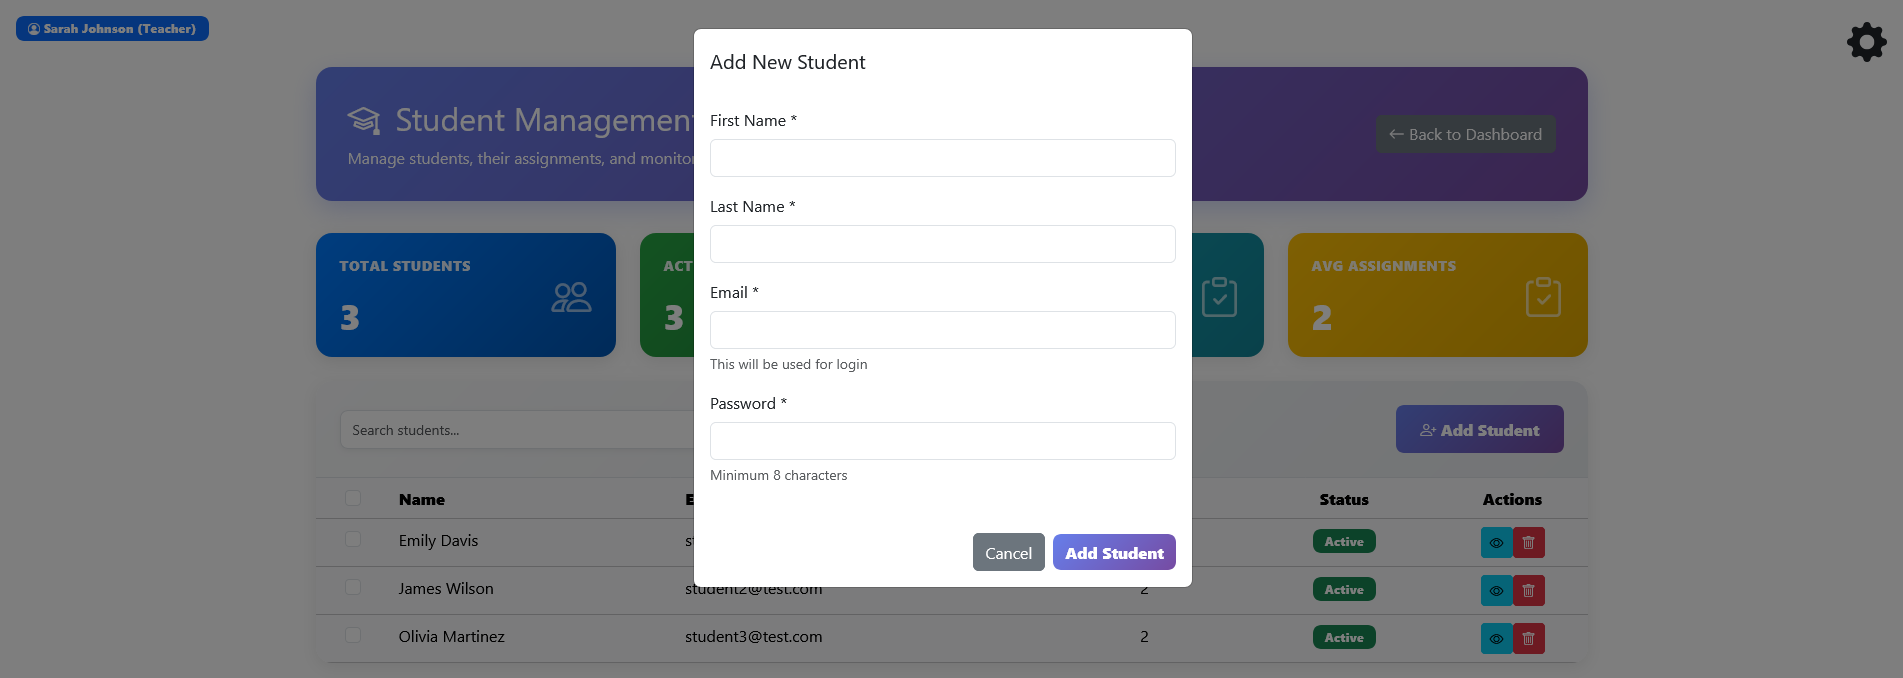 Sarah Johnson (Teacher)
Add New Student
Student Management
Manage students, their assignments, and monitor
Back to Dashboard
First Name *
Last Name *
Email *
This will be used for login
Password *
Minimum 8 characters
Cancel
Add Student
TOTAL STUDENTS
3
ACT
3
AVG ASSIGNMENTS
2
Search students...
Add Student
Name
Status
Actions
Emily Davis
Active
James Wilson
student2@test.com
2
Active
Olivia Martinez
student3@test.com
2
Active